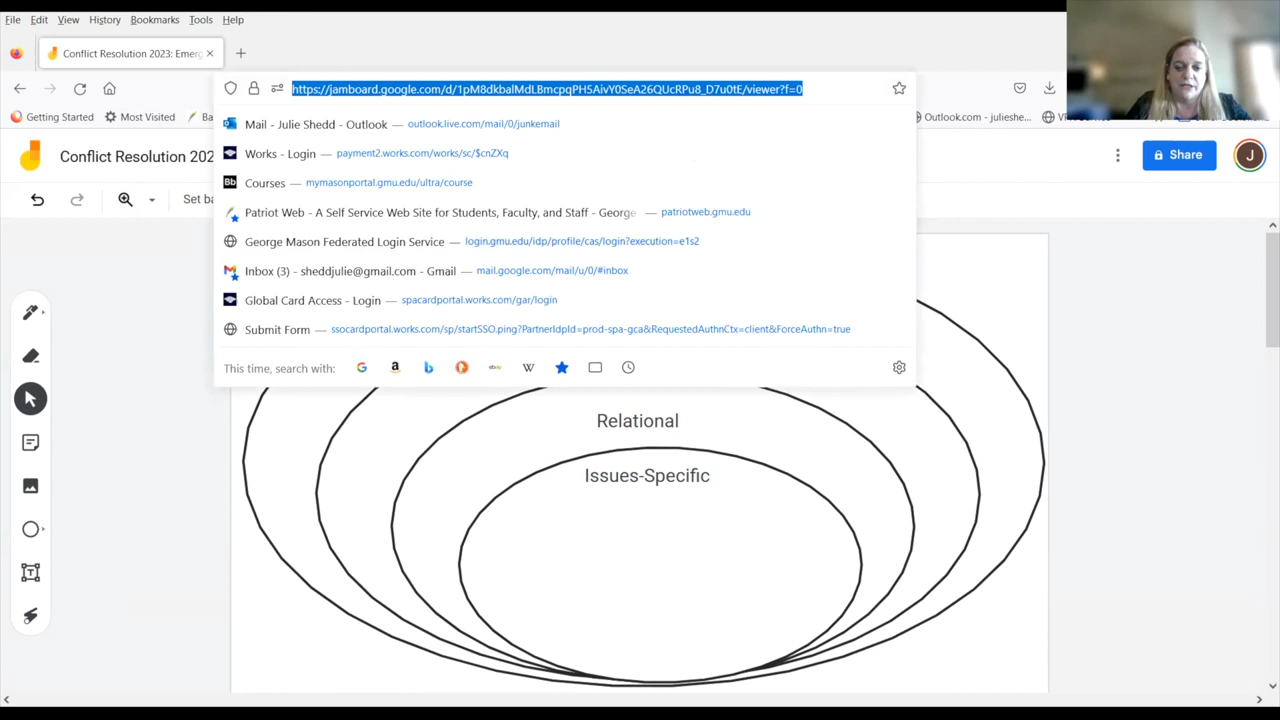 File Edit View History Bookmarks Tools Help
Conflict Resolution 2023: Emerg
https://jamboard.google.com/d/1pM8dkbalMdLBmcpqPH5AivY0SeA26QUcRPu8_D7u0tE/viewer?f=0
Getting Started Most Visited Ba Outlook.com - julieshe...
Mail - Julie Shedd - Outlook — outlook.live.com/mail/0/junkemail
Works - Login — payment2.works.com/works/sc/$cnZXq
Conflict Resolution 202 Share J
Bb Courses — mymasonportal.gmu.edu/ultra/course
Set ba
Patriot Web - A Self Service Web Site for Students, Faculty, and Staff - George — patriotweb.gmu.edu
George Mason Federated Login Service — login.gmu.edu/idp/profile/cas/login?execution=e1s2
Inbox (3) - sheddjulie@gmail.com - Gmail — mail.google.com/mail/u/0/#inbox
Global Card Access - Login — spacardportal.works.com/gar/login
Submit Form — ssocardportal.works.com/sp/startSSO.ping?PartnerIdpId=prod-spa-gca&RequestedAuthnCtx=client&ForceAuthn=true
This time, search with: G a ebay W
Relational
Issues-Specific